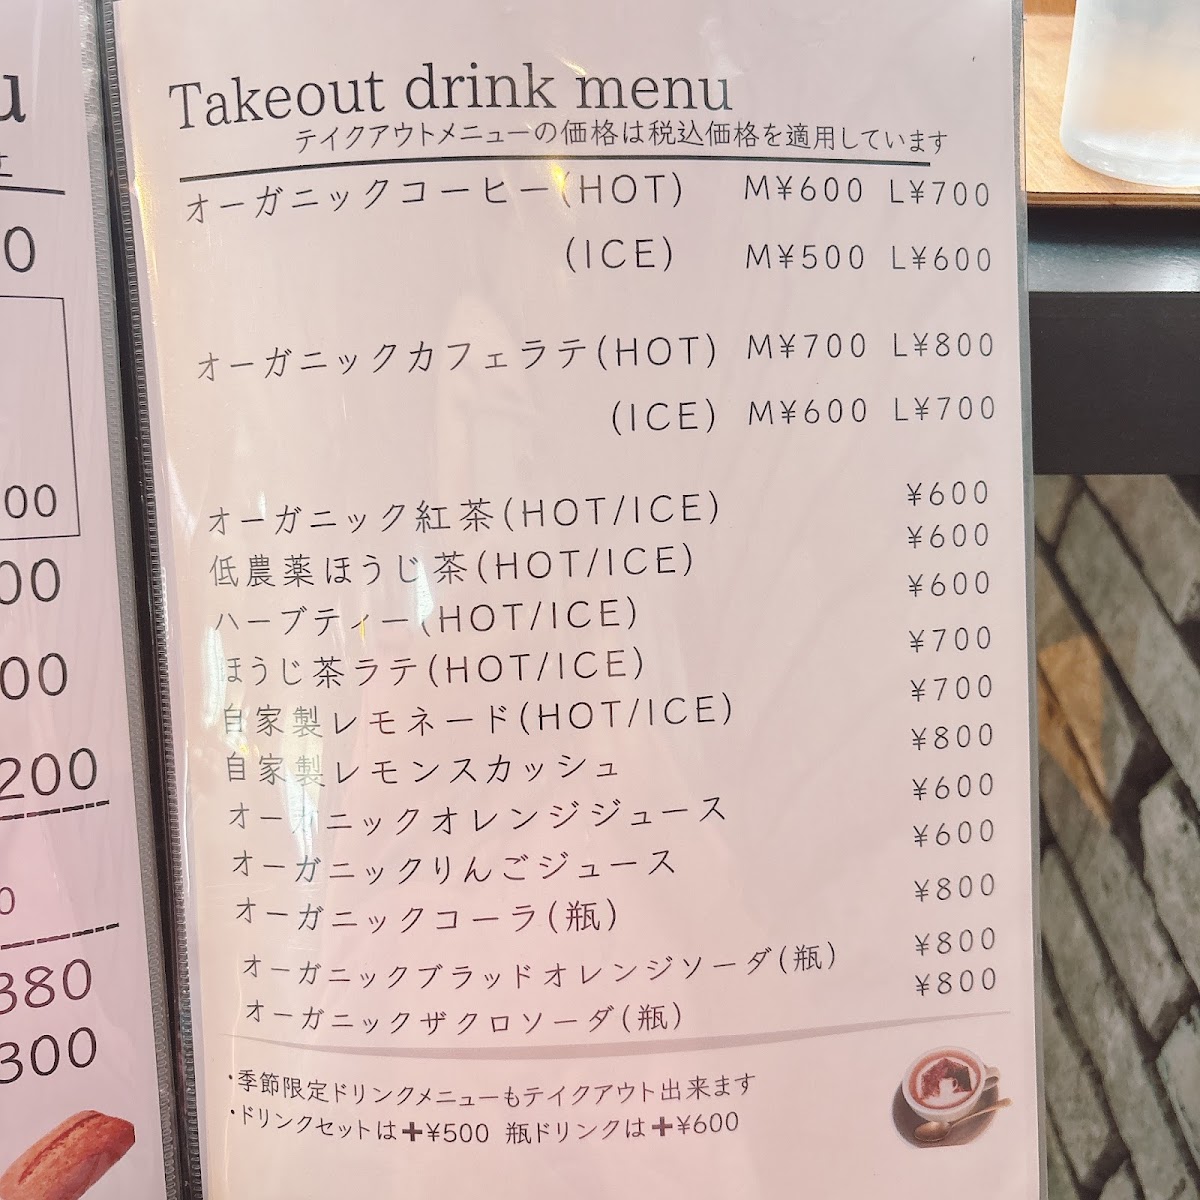 u
0
00
00
00
200
0
380
300
Takeout drink menu
テイクアウトメニューの価格は税込価格を適用しています
オーガニックコーヒー(HOT) M¥600 L¥700
(ICE) M¥500 L¥600
オーガニックカフェラテ(HOT) M¥700 L¥800
(ICE) M¥600 L¥700
オーガニック紅茶(HOT/ICE) ¥600
低農薬ほうじ茶(HOT/ICE) ¥600
ハーブティー(HOT/ICE) ¥600
ほうじ茶ラテ(HOT/ICE) ¥700
自家製レモネード(HOT/ICE) ¥700
自家製レモンスカッシュ ¥800
オーガニックオレンジジュース ¥600
オーガニックりんごジュース ¥600
オーガニックコーラ(瓶) ¥800
オーガニックブラッドオレンジソーダ(瓶) ¥800
オーガニックザクロソーダ(瓶) ¥800
・季節限定ドリンクメニューもテイクアウト出来ます
・ドリンクセットは+¥500 瓶ドリンクは+¥600